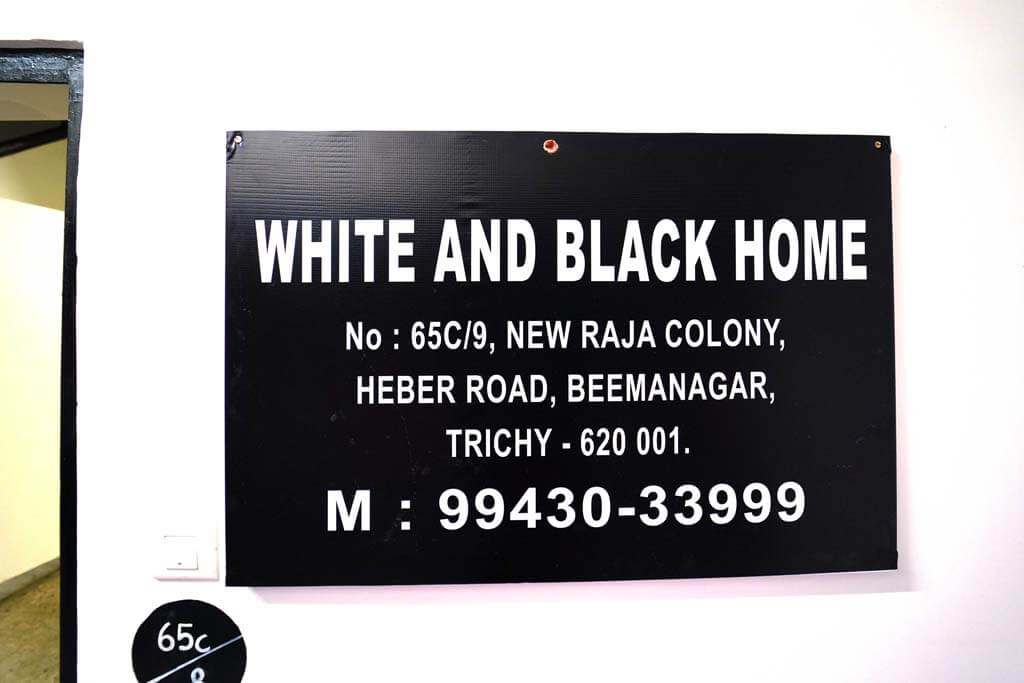 WHITE AND BLACK HOME
No : 65C/9, NEW RAJA COLONY,
HEBER ROAD, BEEMANAGAR,
TRICHY - 620 001.
M : 99430-33999
65c